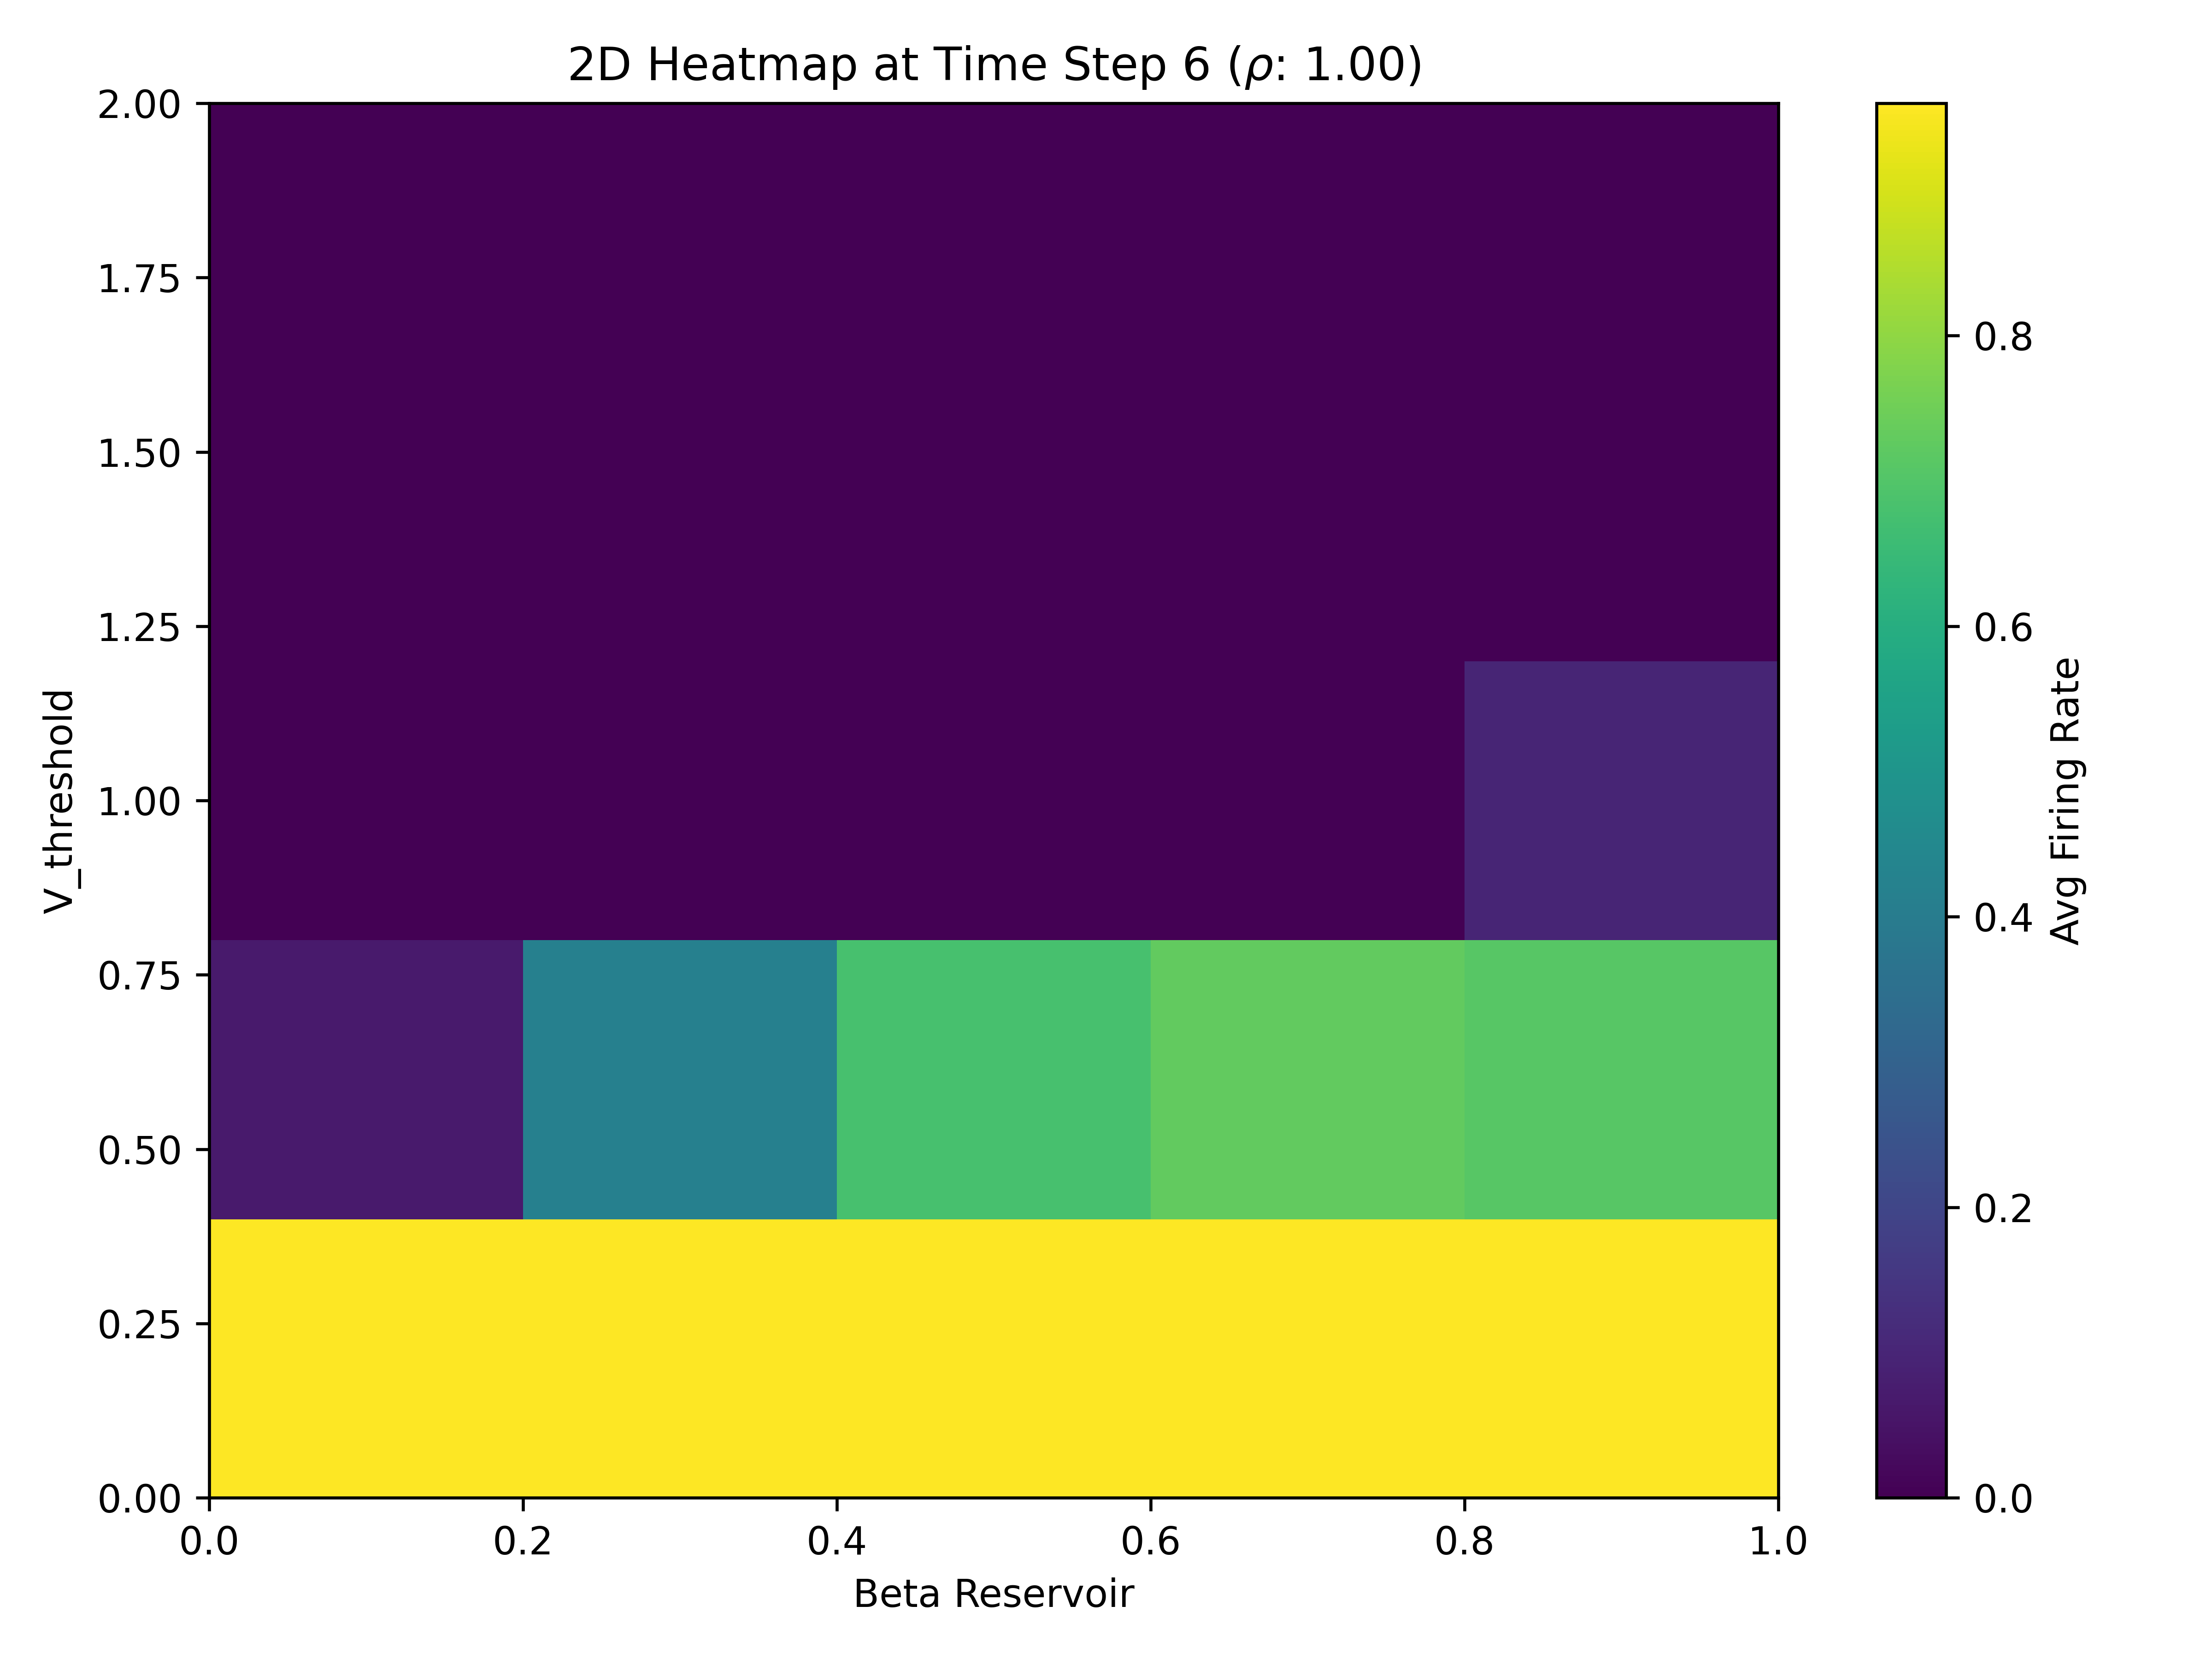 2D Heatmap at Time Step 6 (ρ: 1.00)
2.00
1.75
1.50
1.25
1.00
0.75
0.50
0.25
0.00
V_threshold
0.0 0.2 0.4 0.6 0.8 1.0
Beta Reservoir
0.8
0.6
0.4
0.2
0.0
Avg Firing Rate